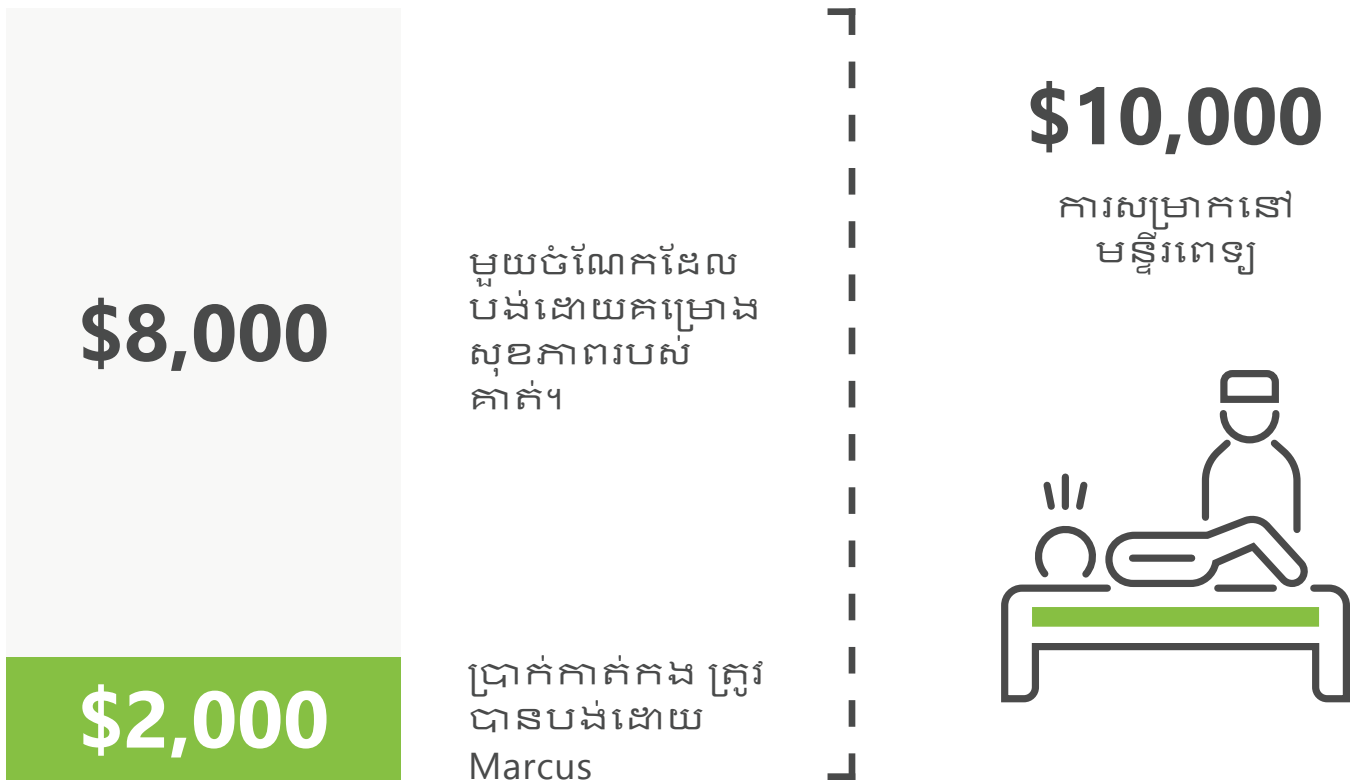 $8,000
មួយចំណែកដែល
បង់ដោយគម្រោង
សុខភាពរបស់
គាត់។
$2,000
ប្រាក់កាត់កង ត្រូវ
បានបង់ដោយ
Marcus
$10,000
ការសម្រាកនៅ
មន្ទីរពេទ្យ